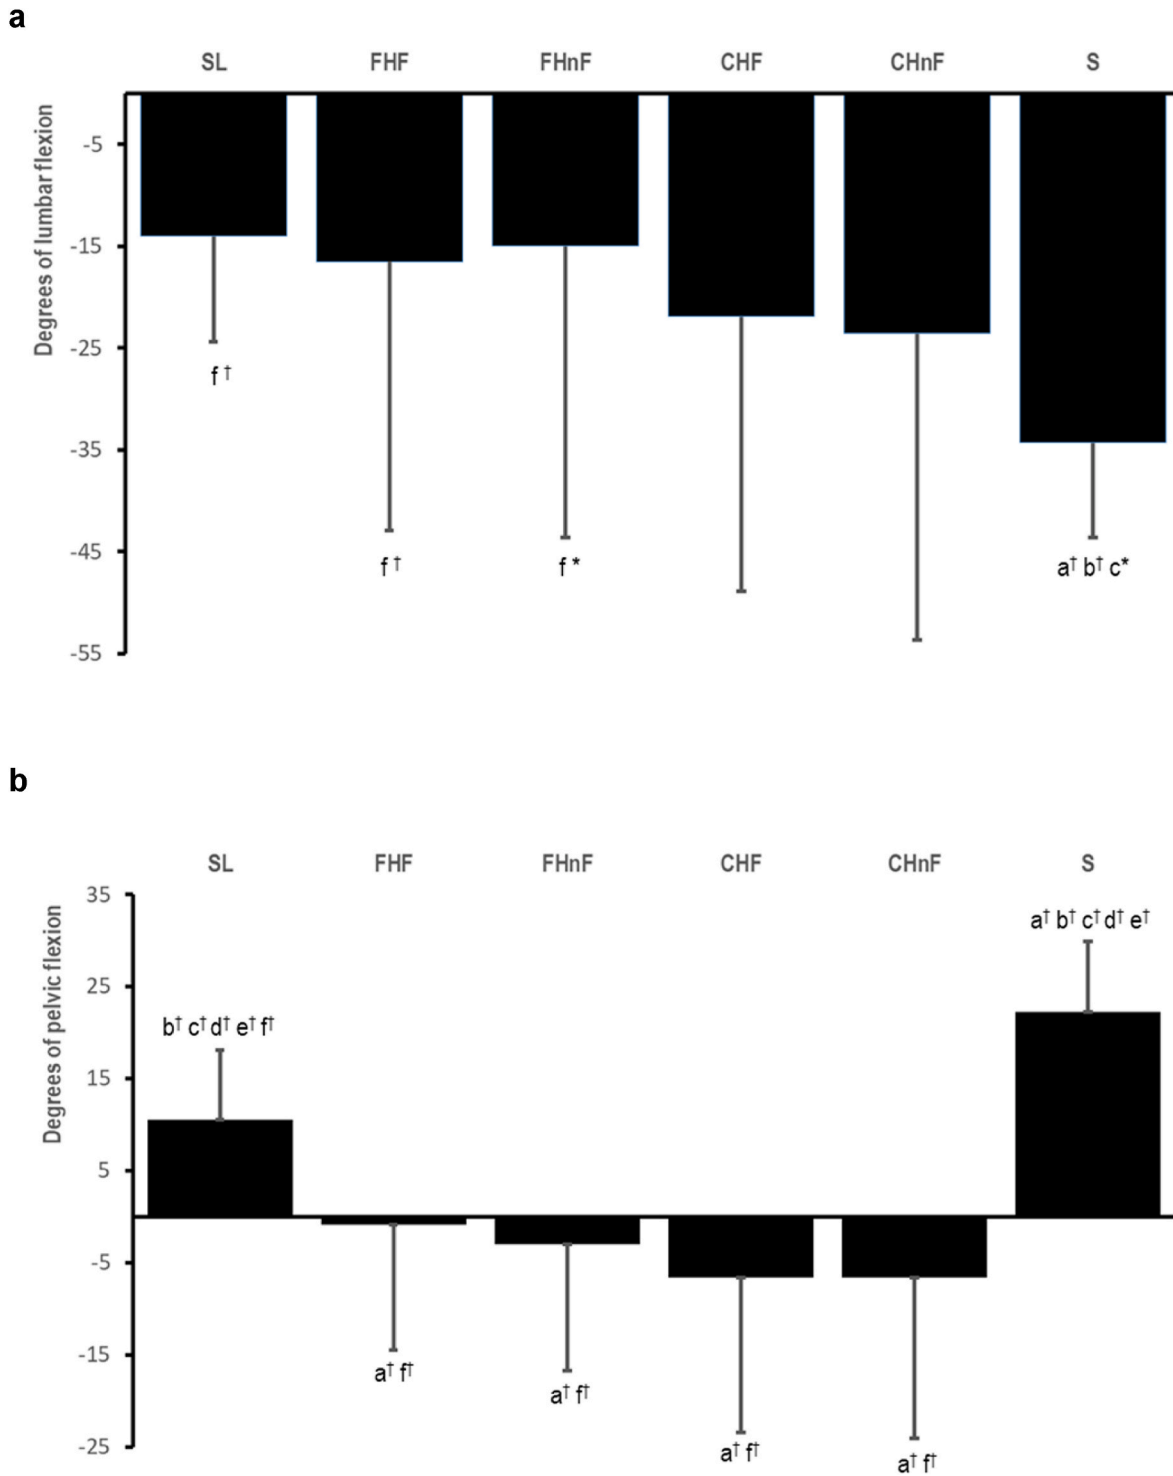 a
SL FHF FHnF CHF CHnF S
Degrees of lumbar flexion
-5
-15
-25
-35
-45
-55
f †
f †
f *
a† b† c*
b
SL FHF FHnF CHF CHnF S
Degrees of pelvic flexion
35
25
15
5
-5
-15
-25
b† c† d† e† f†
a† f†
a† f†
a† f†
a† f†
a† b† c† d† e†